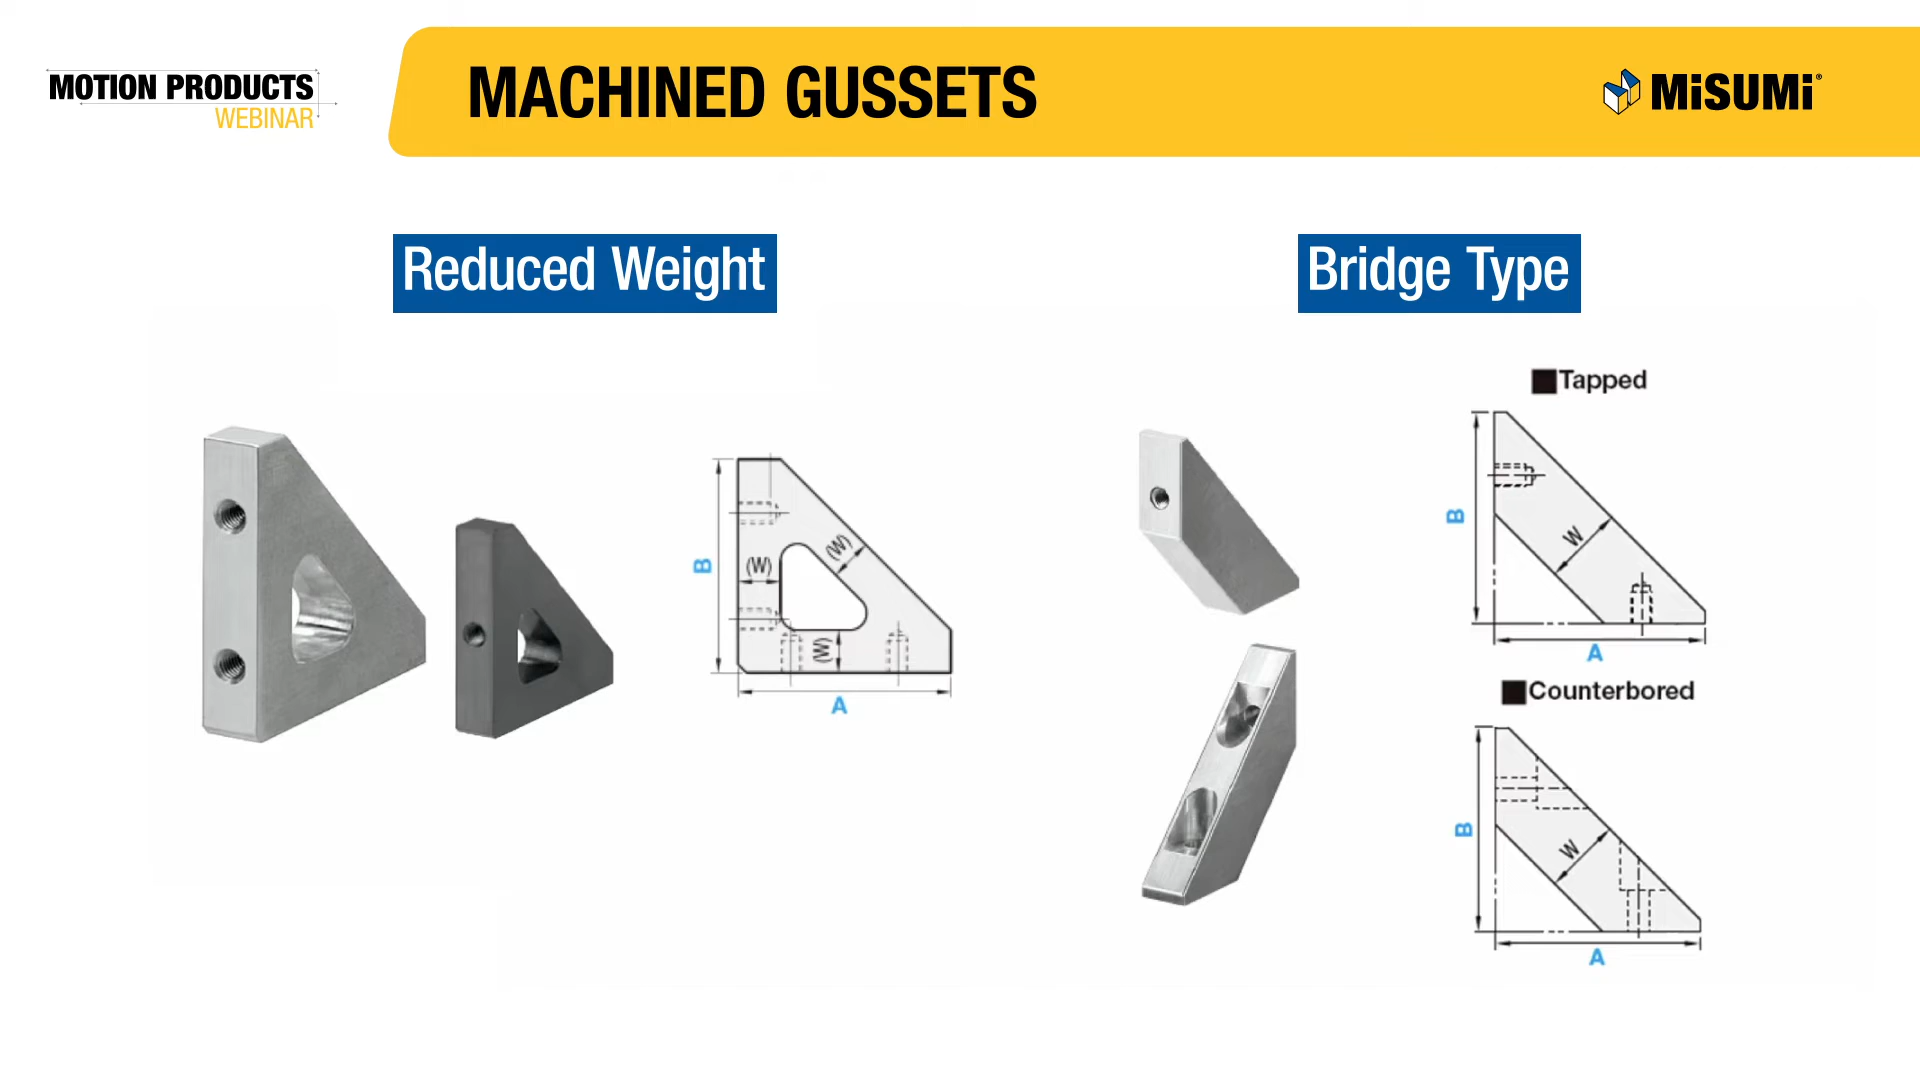 MOTION PRODUCTS
WEBINAR
MACHINED GUSSETS
MiSUMi®
Reduced Weight
Bridge Type
B
(W)
(W)
(W)
A
Tapped
B
W
A
Counterbored
B
W
A